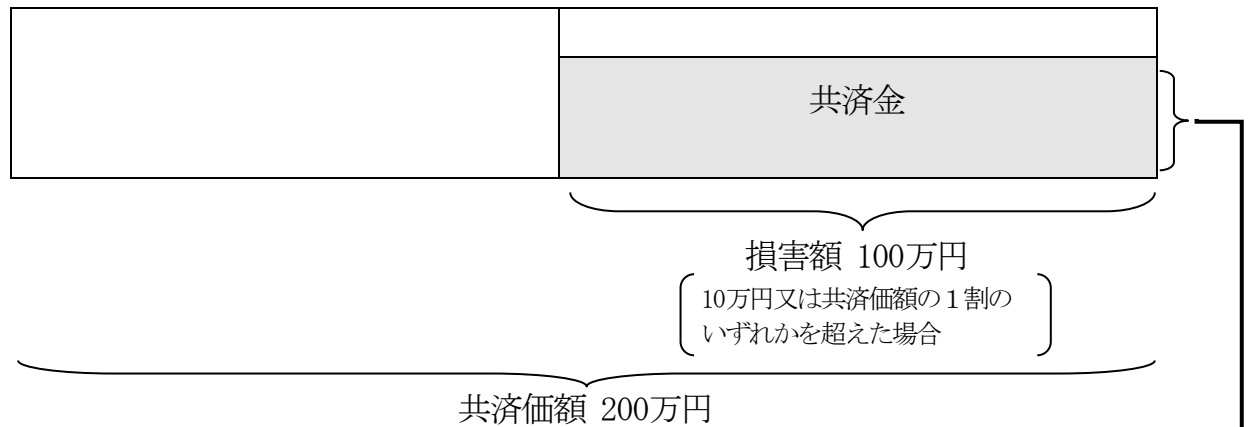 共済金
損害額 100万円
10万円又は共済価額の１割の
いずれかを超えた場合
共済価額 200万円